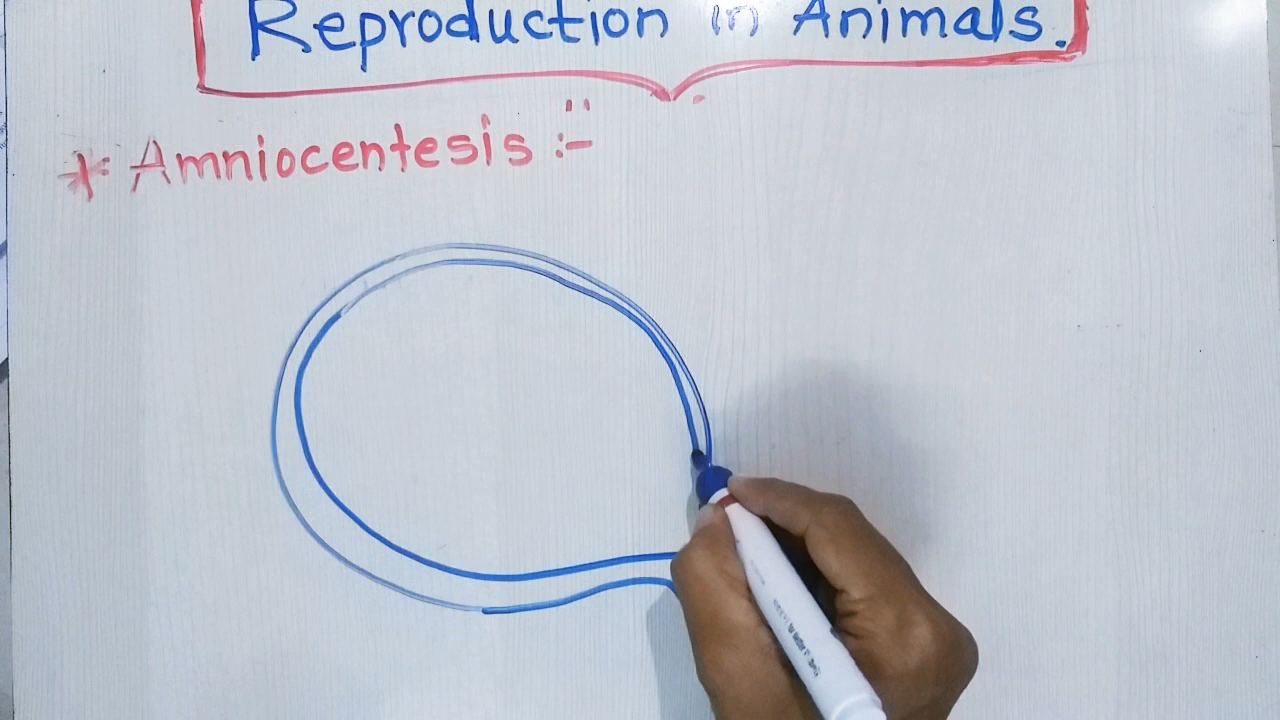 Reproduction in Animals.
* Amniocentesis :-